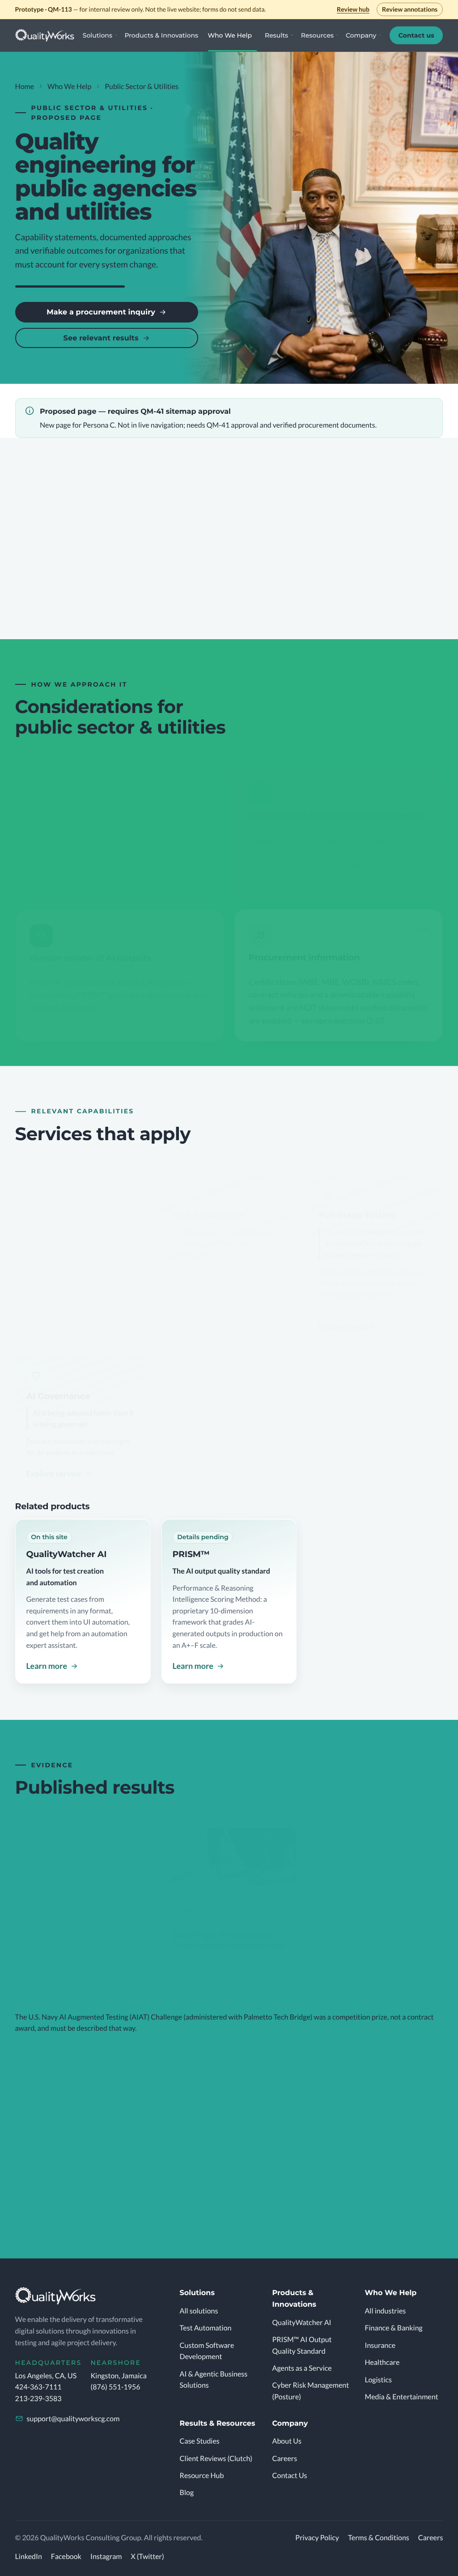 Prototype · QM-113 — for internal review only. Not the live website; forms do not send data.
Review hub
Review annotations
QualityWorks
Solutions
Products & Innovations
Who We Help
Results
Resources
Company
Contact us
Home
Who We Help
Public Sector & Utilities
PUBLIC SECTOR & UTILITIES ·
PROPOSED PAGE
Quality
engineering for
public agencies
and utilities
Capability statements, documented approaches
and verifiable outcomes for organizations that
must account for every system change.
Make a procurement inquiry
See relevant results
Proposed page — requires QM-41 sitemap approval
New page for Persona C. Not in live navigation; needs QM-41 approval and verified procurement documents.
HOW WE APPROACH IT
Considerations for
public sector & utilities
Procurement information
RELEVANT CAPABILITIES
Services that apply
AI Governance
Related products
On this site
QualityWatcher AI
AI tools for test creation
and automation
Generate test cases from
requirements in any format,
convert them into UI automation,
and get help from an automation
expert assistant.
Learn more
Details pending
PRISM™
The AI output quality standard
Performance & Reasoning
Intelligence Scoring Method: a
proprietary 10-dimension
framework that grades AI-
generated outputs in production on
an A+–F scale.
Learn more
EVIDENCE
Published results
The U.S. Navy AI Augmented Testing (AIAT) Challenge (administered with Palmetto Tech Bridge) was a competition prize, not a contract
award, and must be described that way.
QualityWorks
We enable the delivery of transformative
digital solutions through innovations in
testing and agile project delivery.
HEADQUARTERS
Los Angeles, CA, US
424-363-7111
213-239-3583
NEARSHORE
Kingston, Jamaica
(876) 551-1956
support@qualityworkscg.com
Solutions
All solutions
Test Automation
Custom Software
Development
AI & Agentic Business
Solutions
Products &
Innovations
QualityWatcher AI
PRISM™ AI Output
Quality Standard
Agents as a Service
Cyber Risk Management
(Posture)
Who We Help
All industries
Finance & Banking
Insurance
Healthcare
Logistics
Media & Entertainment
Results & Resources
Case Studies
Client Reviews (Clutch)
Resource Hub
Blog
Company
About Us
Careers
Contact Us
© 2026 QualityWorks Consulting Group. All rights reserved.
Privacy Policy
Terms & Conditions
Careers
LinkedIn
Facebook
Instagram
X (Twitter)